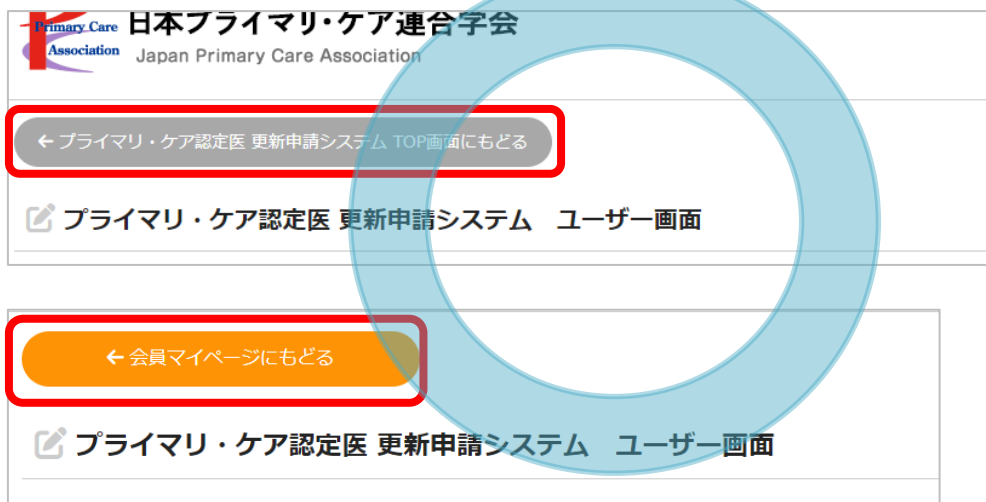 Primary Care
Association
日本プライマリ・ケア連合学会
Japan Primary Care Association
← プライマリ・ケア認定医 更新申請システム TOP画面にもどる
プライマリ・ケア認定医 更新申請システム　ユーザー画面
← 会員マイページにもどる
プライマリ・ケア認定医 更新申請システム　ユーザー画面